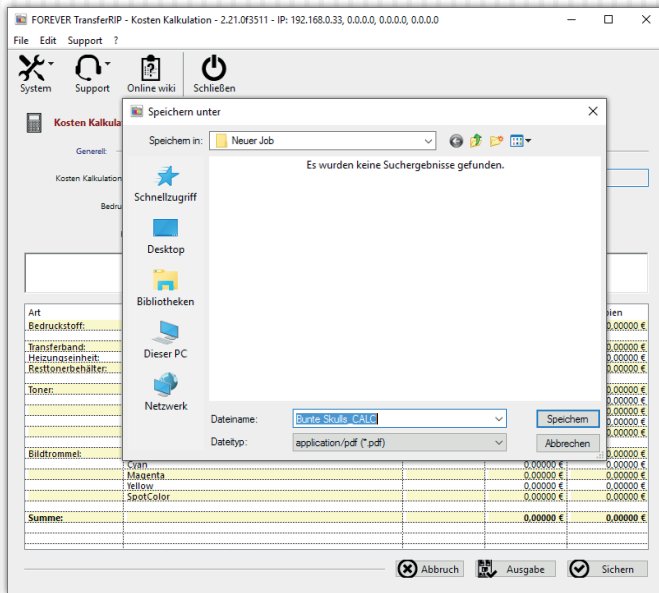 FOREVER TransferRIP - Kosten Kalkulation - 2.21.0f3511 - IP: 192.168.0.33, 0.0.0.0, 0.0.0.0, 0.0.0.0
File Edit Support ?
System Support Online wiki Schließen
Speichern unter
Kosten Kalkula
Speichern in: Neuer Job
Generell:
Es wurden keine Suchergebnisse gefunden.
Kosten Kalkulation
Schnellzugriff
Bedru
Desktop
Bibliotheken
Art
Bedruckstoff: 0,00000 €
Transferband: 0,00000 €
Dieser PC
Heizungseinheit: 0,00000 €
Resttonerbehälter: 0,00000 €
Toner: 0,00000 €
0,00000 €
Netzwerk
0,00000 €
Dateiname: Bunte Skulls_CALC Speichern
0,00000 €
0,00000 €
Dateityp: application/pdf (*.pdf) Abbrechen
Bildtrommel: 0,00000 €
Cyan 0,00000 € 0,00000 €
Magenta 0,00000 € 0,00000 €
Yellow 0,00000 € 0,00000 €
SpotColor 0,00000 € 0,00000 €
Summe: 0,00000 € 0,00000 €
Abbruch Ausgabe Sichern